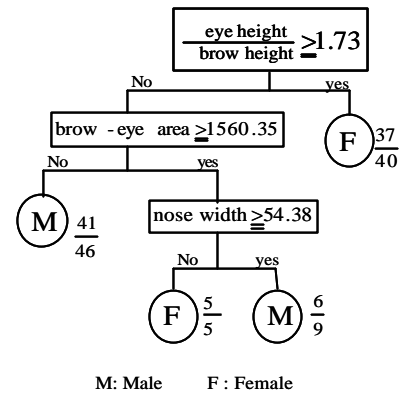 eye height
brow height
≥1.73
No
yes
brow - eye area ≥1560.35
F
37
40
No
yes
M
41
46
nose width ≥54.38
No
yes
F
5
5
M
6
9
M: Male F : Female